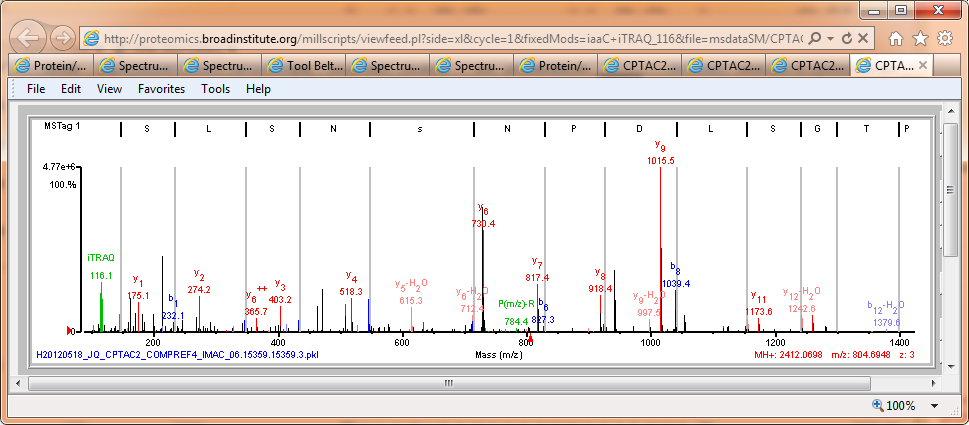 http://proteomics.broadinstitute.org/millscripts/viewfeed.pl?side=xl&cycle=1&fixedMods=iaaC+iTRAQ_116&file=msdataSM/CPTAC
Protein/... Spectru... Spectru... Tool Belt... Spectru... Spectru... Protein/... CPTAC2... CPTAC2... CPTAC2... CPTA...
File Edit View Favorites Tools Help
MSTag 1 | S | L | S | N | s | N | P | D | L | S | G | T | P
y9
4.77e+6 1015.5
100.%
y6
730.4
iTRAQ y7 b8
116.1 y2 y4 y5-H2O 817.4 y8 1039.4
y1 274.2 y6 ++ y3 518.3 615.3 y6-H2O P(m/z)-R b6 918.4 y9-H2O y11 y12-H2O b12-H2O
175.1 b1 365.7 403.2 712.4 784.4 827.3 997.5 1173.6 1242.6 1379.6
232.1
0
200 400 600 800 1000 1200 1400
H20120518_JQ_CPTAC2_COMPREF4_IMAC_06.15359.15359.3.pkl Mass (m/z) MH+: 2412.0698 m/z: 804.6948 z: 3
100%